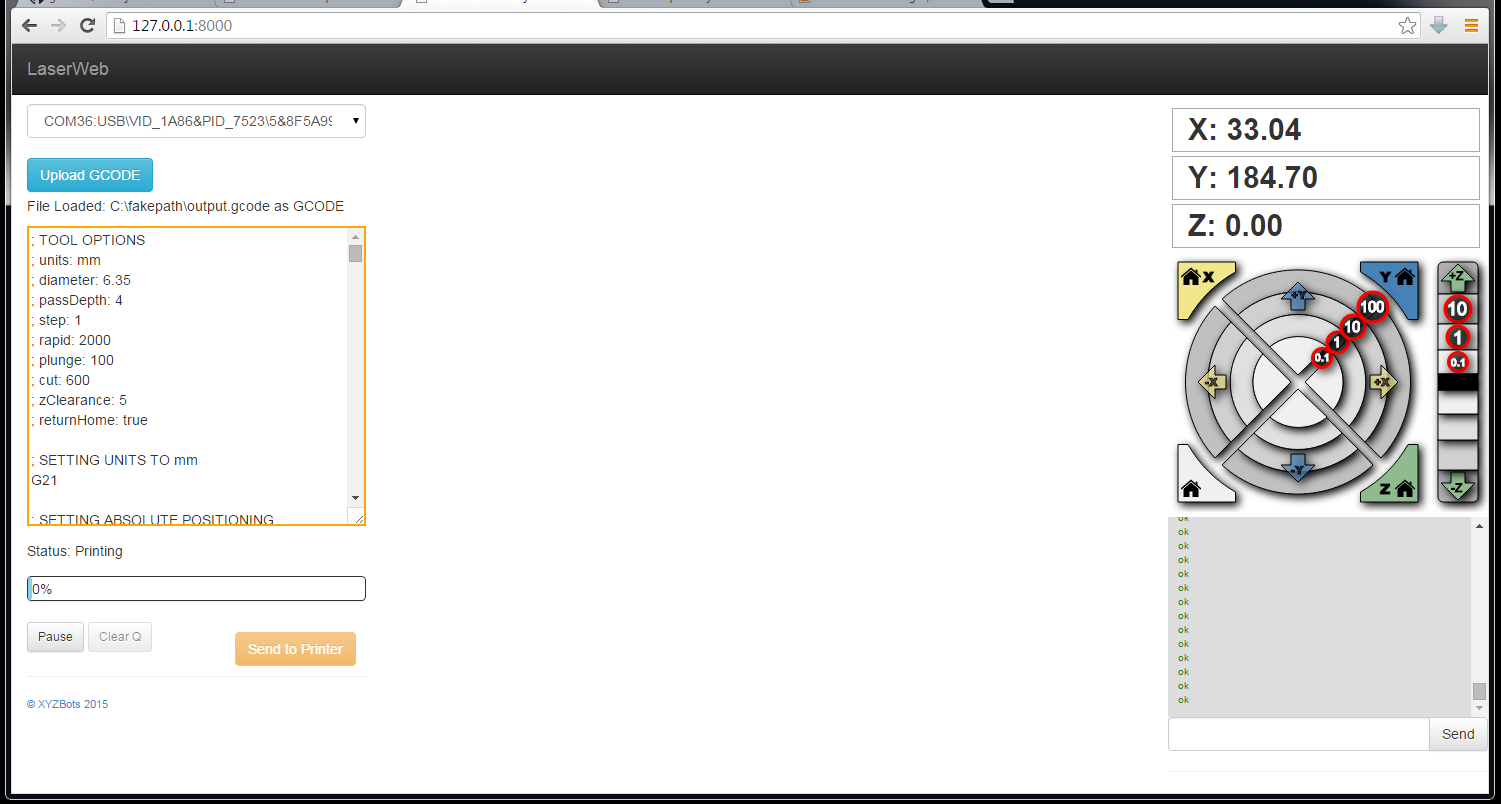 127.0.0.1:8000
LaserWeb
COM36:USB\VID_1A86&PID_7523\5&8F5A99
Upload GCODE
File Loaded: C:\fakepath\output.gcode as GCODE
; TOOL OPTIONS
; units: mm
; diameter: 6.35
; passDepth: 4
; step: 1
; rapid: 2000
; plunge: 100
; cut: 600
; zClearance: 5
; returnHome: true
; SETTING UNITS TO mm
G21
; SETTING ABSOLUTE POSITIONING
Status: Printing
0%
Pause
Clear Q
Send to Printer
© XYZBots 2015
X: 33.04
Y: 184.70
Z: 0.00
X
Y
+Z
+Y
100
10
1
0.1
-X
+X
-Y
Z
10
1
0.1
-Z
ok
ok
ok
ok
ok
ok
ok
ok
ok
ok
ok
ok
ok
ok
Send